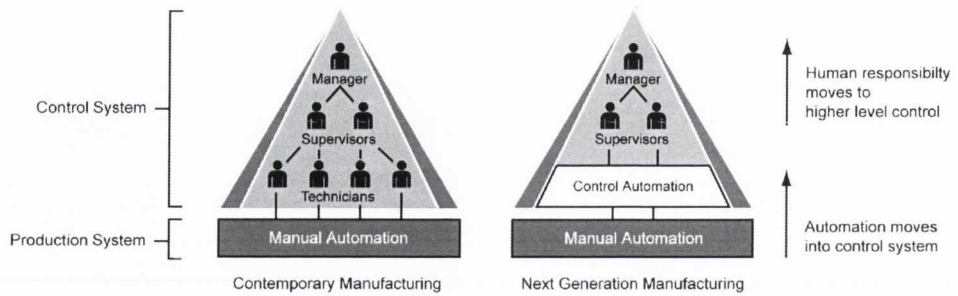 Control System
Production System
Manager
Supervisors
Technicians
Manual Automation
Contemporary Manufacturing
Manager
Supervisors
Control Automation
Manual Automation
Next Generation Manufacturing
Human responsibilty
moves to
higher level control
Automation moves
into control system